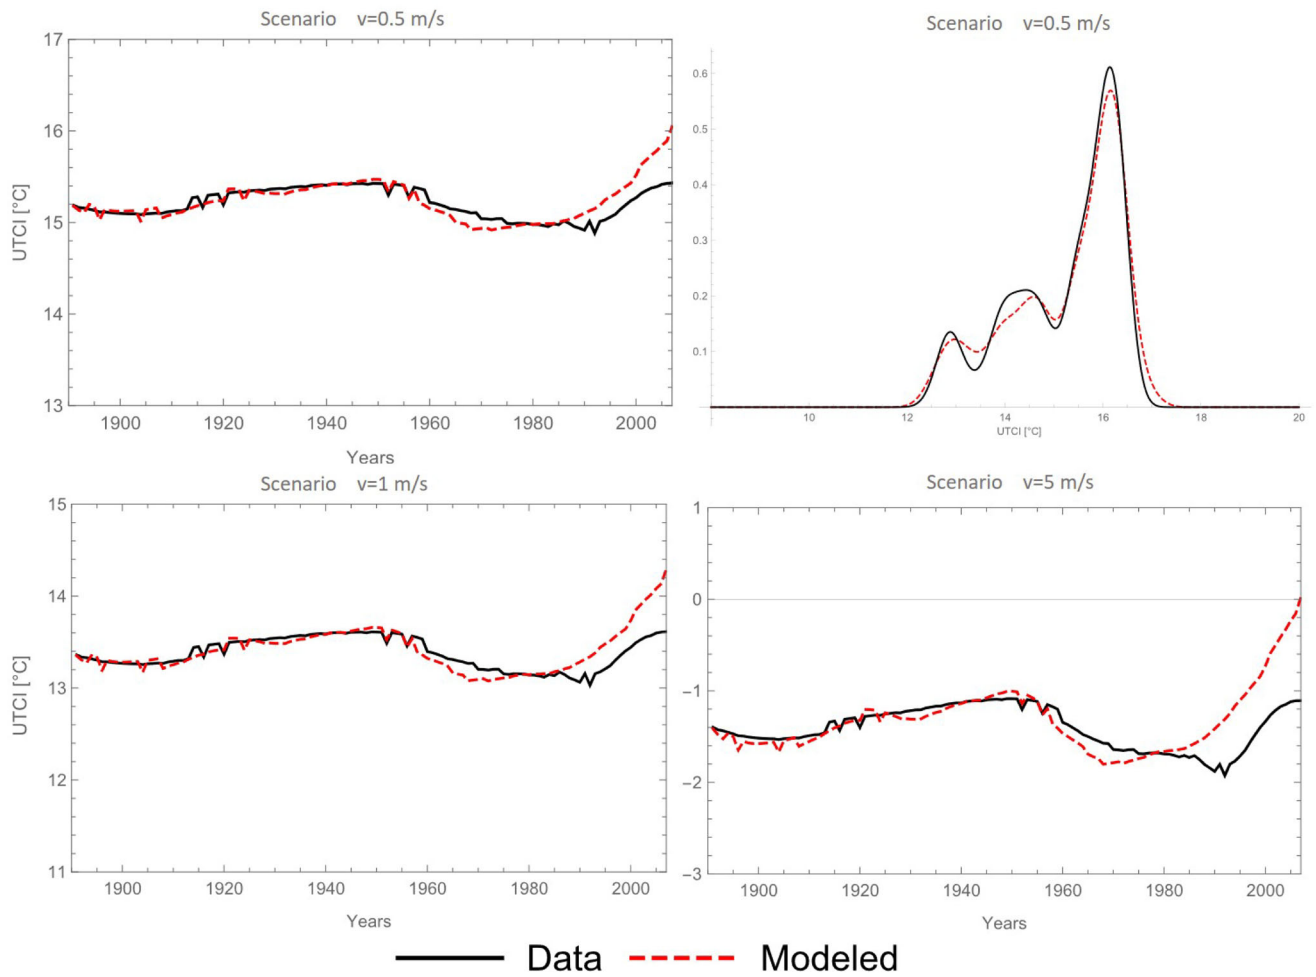 Scenario v=0.5 m/s
17
16
15
14
13
UTCI [°C]
1900 1920 1940 1960 1980 2000
Years
Scenario v=0.5 m/s
0.6
0.5
0.4
0.3
0.2
0.1
10 12 14 16 18 20
UTCI [°C]
Scenario v=1 m/s
15
14
13
12
11
UTCI [°C]
1900 1920 1940 1960 1980 2000
Years
Scenario v=5 m/s
1
0
−1
−2
−3
1900 1920 1940 1960 1980 2000
Years
Data Modeled